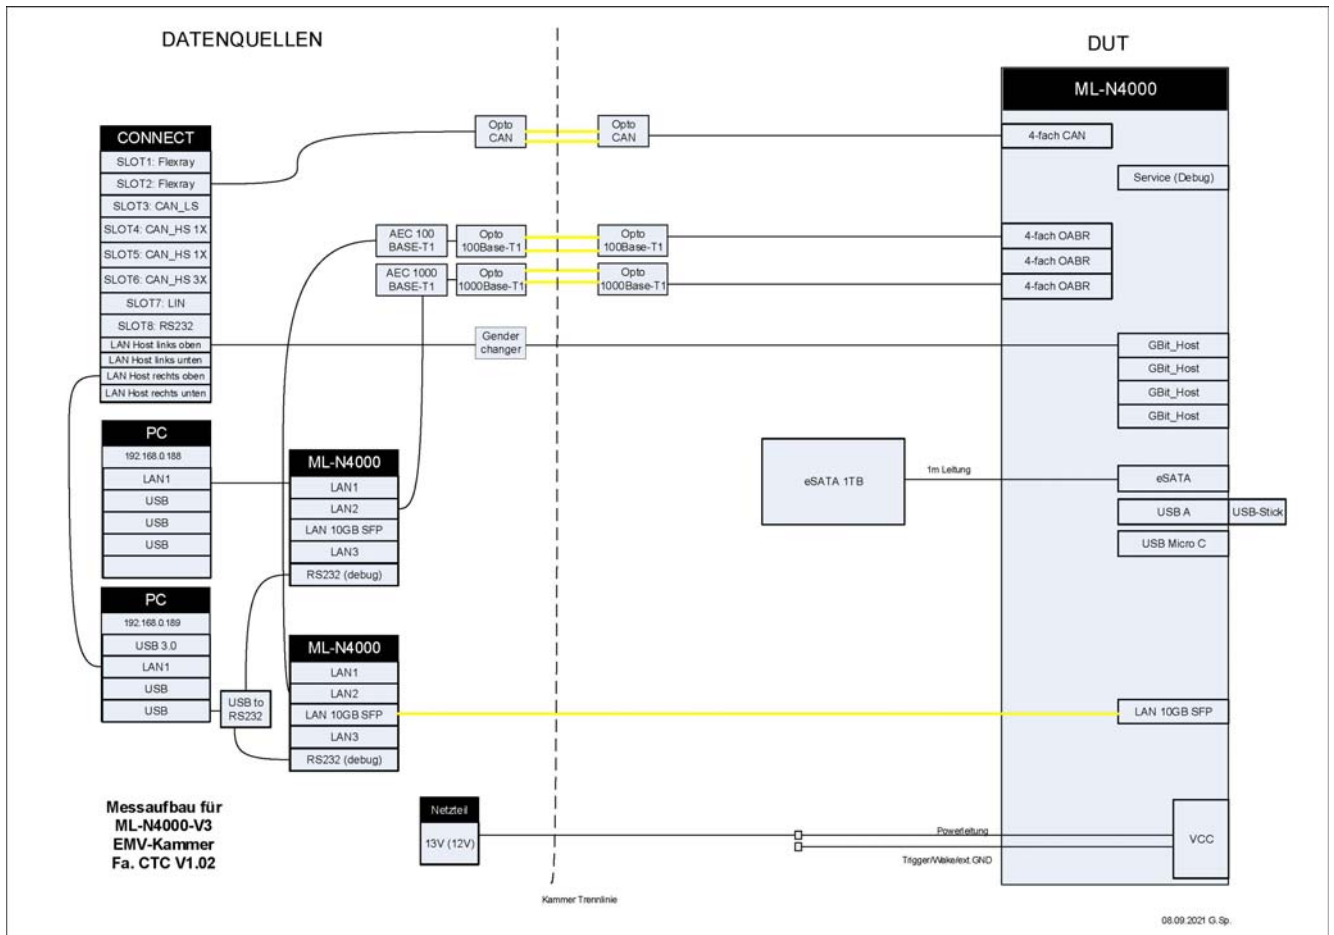 DATENQUELLEN
DUT
ML-N4000
CONNECT
SLOT1: Flexray
SLOT2: Flexray
SLOT3: CAN_LS
SLOT4: CAN_HS 1X
SLOT5: CAN_HS 1X
SLOT6: CAN_HS 3X
SLOT7: LIN
SLOT8: RS232
LAN Host links oben
LAN Host links unten
LAN Host rechts oben
LAN Host rechts unten
Opto
CAN
Opto
CAN
4-fach CAN
Service (Debug)
AEC 100
BASE-T1
Opto
100Base-T1
Opto
100Base-T1
4-fach OABR
4-fach OABR
4-fach OABR
AEC 1000
BASE-T1
Opto
1000Base-T1
Opto
1000Base-T1
Gender
changer
GBit_Host
GBit_Host
GBit_Host
GBit_Host
PC
192.168.0.188
LAN1
USB
USB
USB
ML-N4000
LAN1
LAN2
LAN 10GB SFP
LAN3
RS232 (debug)
eSATA 1TB
1m Leitung
eSATA
USB A
USB-Stick
USB Micro C
PC
192.168.0.189
USB 3.0
LAN1
USB
USB
USB to
RS232
ML-N4000
LAN1
LAN2
LAN 10GB SFP
LAN3
RS232 (debug)
LAN 10GB SFP
Messaufbau für
ML-N4000-V3
EMV-Kammer
Fa. CTC V1.02
Netzteil
13V (12V)
Powerleitung
Trigger/Wake/ext.GND
VCC
Kammer Trennlinie
08.09.2021 G.Sp.